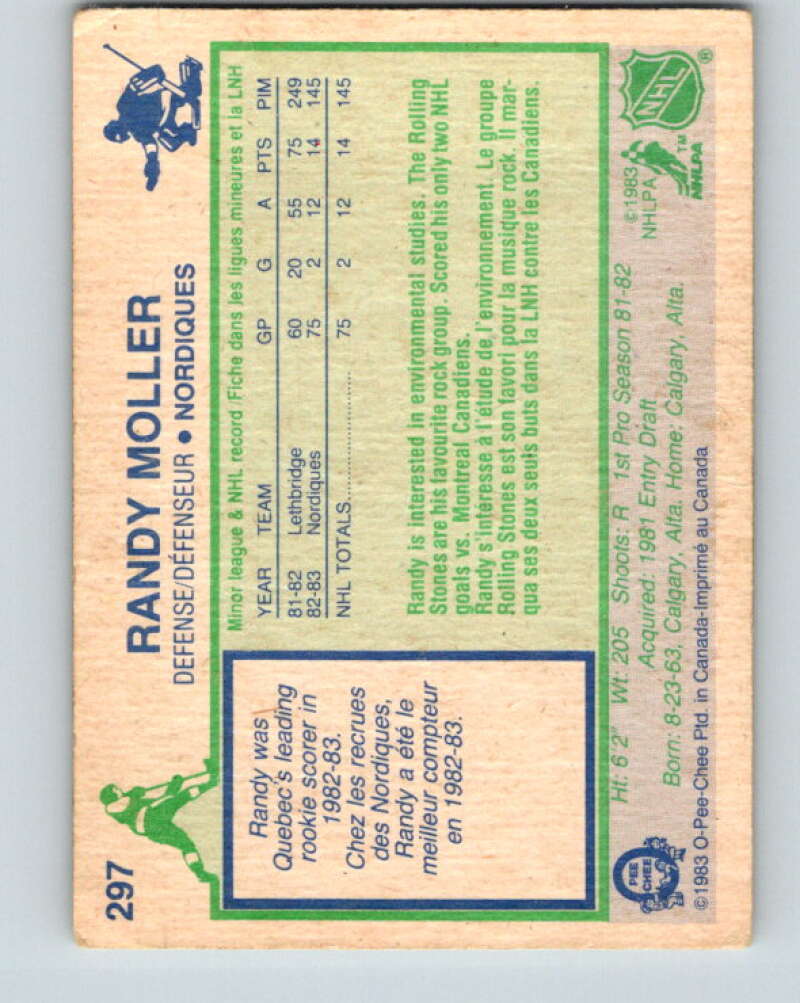 297
RANDY MOLLER
DEFENSE/DÉFENSEUR • NORDIQUES
Randy was
Quebec's leading
rookie scorer in
1982-83.
Chez les recrues
des Nordiques,
Randy a été le
meilleur compteur
en 1982-83.
Minor league & NHL record Fiche dans les ligues mineures et la LNH
YEAR TEAM GP G A PTS PIM
81-82 Lethbridge 60 20 55 75 249
82-83 Nordiques 75 2 12 14 145
NHL TOTALS 75 2 12 14 145
Randy is interested in environmental studies. The Rolling
Stones are his favourite rock group. Scored his only two NHL
goals vs. Montreal Canadiens.
Randy s'intéresse à l'étude de l'environnement. Le groupe
Rolling Stones est son favori pour la musique rock. Il mar-
qua ses deux seuls buts dans la LNH contre les Canadiens.
Ht: 6'2" Wt: 205 Shoots: R 1st Pro Season 81-82
Acquired: 1981 Entry Draft
Born: 8-23-63, Calgary, Alta. Home: Calgary, Alta.
©1983
NHLPA
NHL ®
NHLPA TM
O PEE CHEE
©1983 O-Pee-Chee Ptd. in Canada-Imprimé au Canada